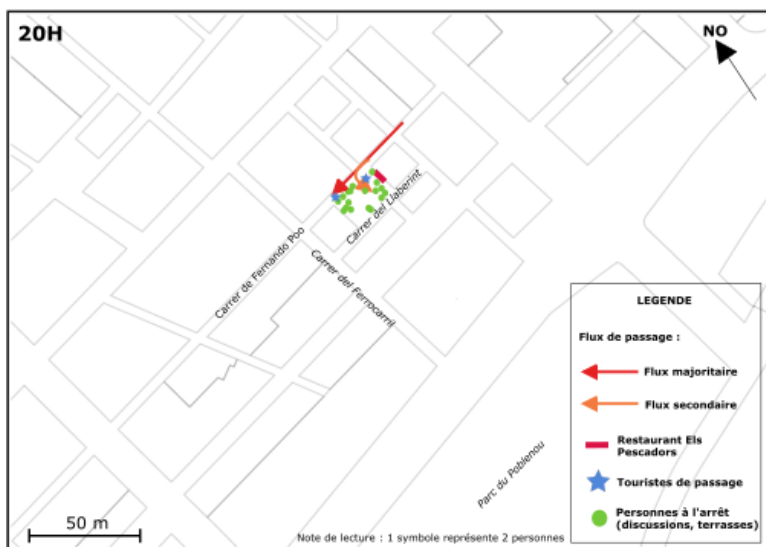 20H
NO
Carrer del Llaberint
Carrer de Fernando Poo
Carrer del Ferrocarril
Parc du Poblenou
LEGENDE
Flux de passage :
Flux majoritaire
Flux secondaire
Restaurant Els
Pescadors
Touristes de passage
Personnes à l'arrêt
(discussions, terrasses)
50 m
Note de lecture : 1 symbole représente 2 personnes